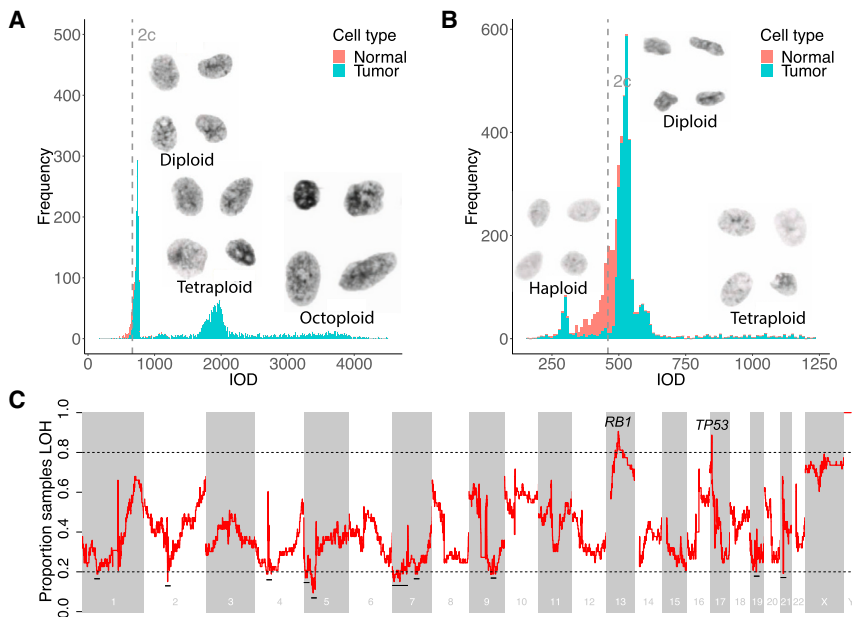 A
500
400
300
200
100
0
Frequency
2c
Cell type
Normal
Tumor
Diploid
Tetraploid
Octoploid
0
1000
2000
3000
4000
IOD
B
600
400
200
0
Frequency
2c
Cell type
Normal
Tumor
Diploid
Haploid
Tetraploid
250
500
750
1000
1250
IOD
C
Proportion samples LOH
1.0
0.8
0.6
0.4
0.2
0.0
RB1
TP53
1 2 3 4 5 6 7 8 9 10 11 12 13 14 15 16 17 18 19 20 21 22 X Y